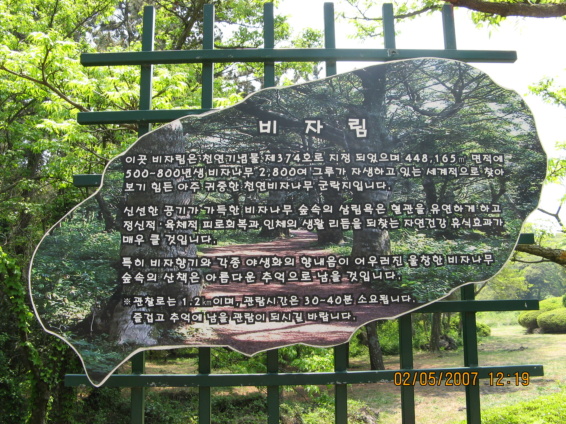 비자림
이곳 비자림은 천연기념물 제374호로 지정 되었으며 448,165㎡ 면적에
500-800년생 비자나무 2,800여 그루가 자생하고 있는 세계적으로 찾아
보기 힘든 아주 귀중한 천연비자나무 군락지입니다.
신선한 공기가 가득한 비자나무 숲속의 삼림욕은 혈관을 유연하게 하고
정신적·육체적 피로회복과 인체의 생활 리듬을 되찾는 자연건강 휴식효과가
매우 클것입니다.
특히 비자향기와 각종 야생화의 향내음이 어우러진 울창한 비자나무
숲속의 산책은 아름다운 추억으로 남을 것입니다.
※관찰로는 1.2㎞이며, 관람시간은 30-40분 소요됩니다.
즐겁고 추억에 남을 관람이 되시길 바랍니다.
02/05/2007 12:19